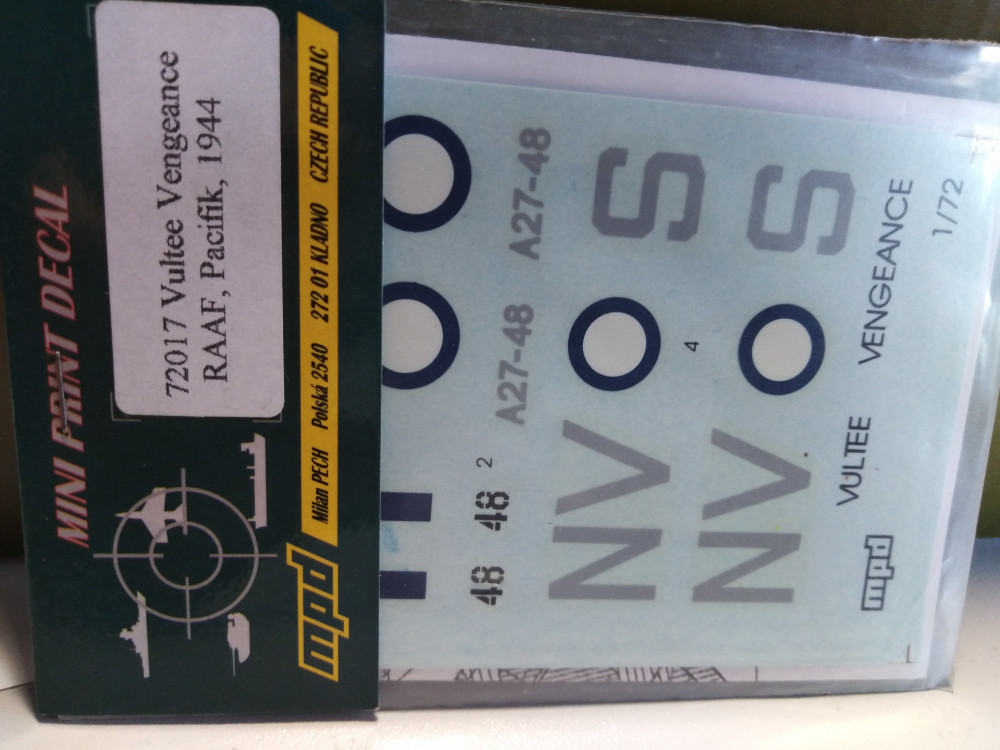 MINI PRINT DECAL
72017 Vultee Vengeance
RAAF, Pacifik, 1944
mpd Milan PECH Polská 2540 272 01 KLADNO CZECH REPUBLIC
48 48 2
A27-48 A27-48
NV S
4
NV S
mpd VULTEE VENGEANCE
1/72